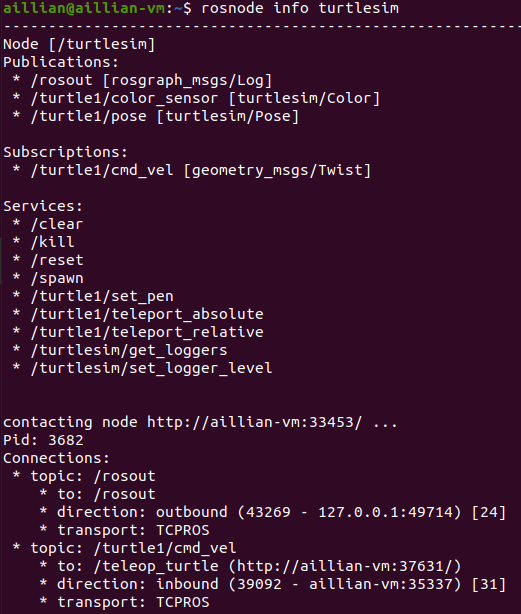 aillian@aillian-vm:~$ rosnode info turtlesim
--------------------------------------------------------------------------------
Node [/turtlesim]
Publications:
 * /rosout [rosgraph_msgs/Log]
 * /turtle1/color_sensor [turtlesim/Color]
 * /turtle1/pose [turtlesim/Pose]

Subscriptions:
 * /turtle1/cmd_vel [geometry_msgs/Twist]

Services:
 * /clear
 * /kill
 * /reset
 * /spawn
 * /turtle1/set_pen
 * /turtle1/teleport_absolute
 * /turtle1/teleport_relative
 * /turtlesim/get_loggers
 * /turtlesim/set_logger_level


contacting node http://aillian-vm:33453/ ...
Pid: 3682
Connections:
 * topic: /rosout
    * to: /rosout
    * direction: outbound (43269 - 127.0.0.1:49714) [24]
    * transport: TCPROS
 * topic: /turtle1/cmd_vel
    * to: /teleop_turtle (http://aillian-vm:37631/)
    * direction: inbound (39092 - aillian-vm:35337) [31]
    * transport: TCPROS